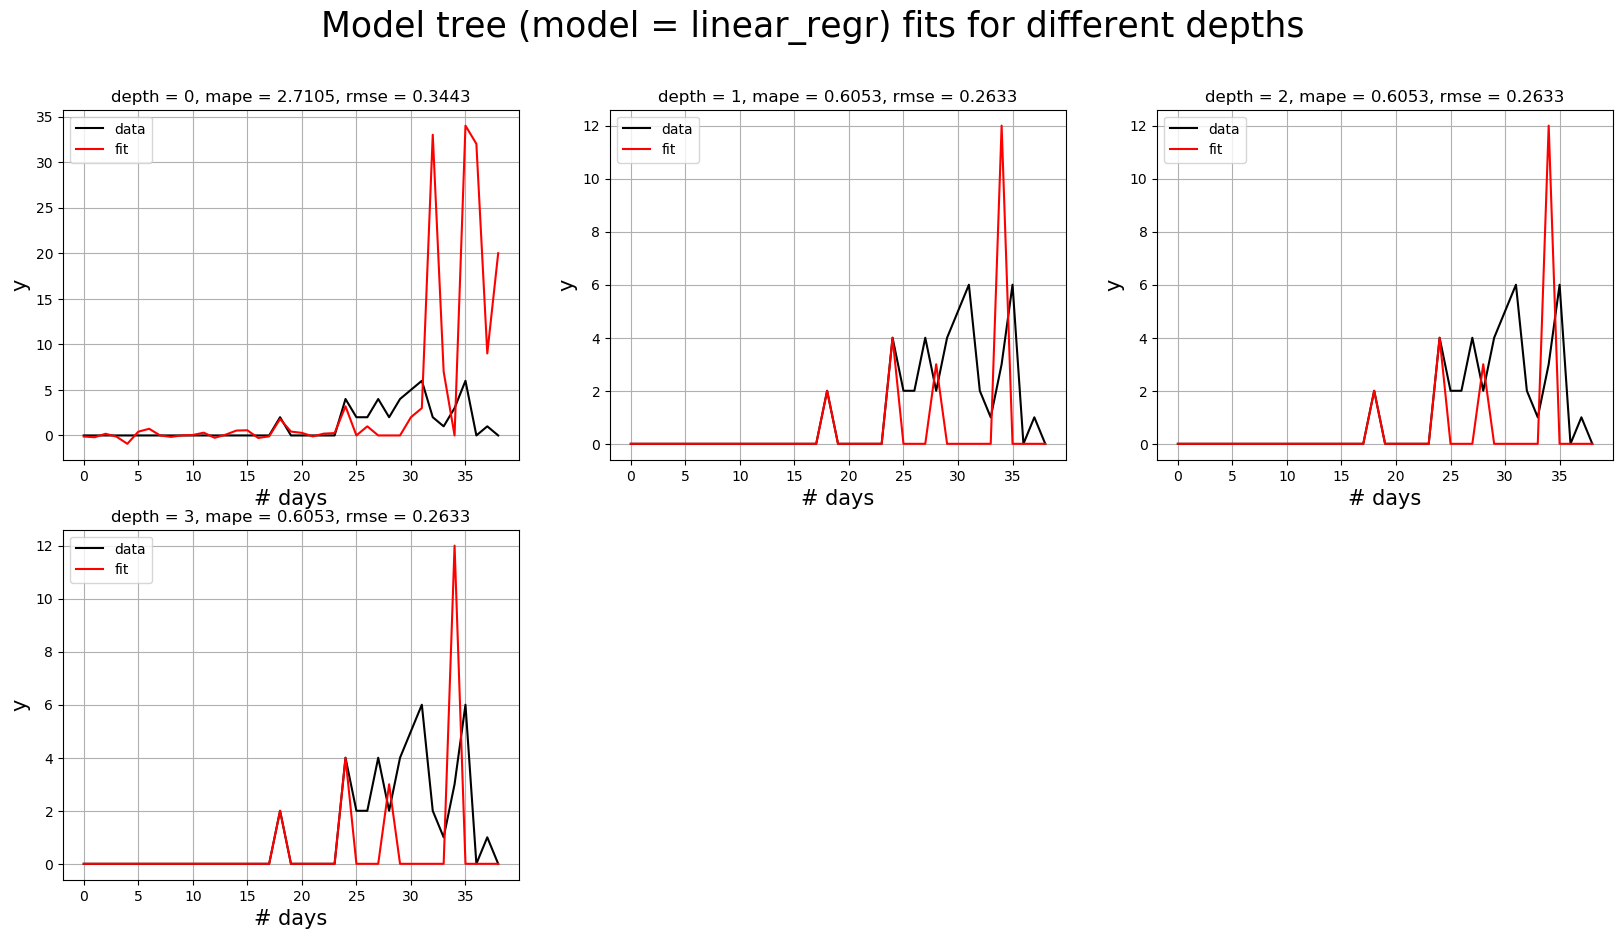 Model tree (model = linear_regr) fits for different depths
depth = 0, mape = 2.7105, rmse = 0.3443
data
fit
35
30
25
20
15
10
5
0
y
0 5 10 15 20 25 30 35
# days
depth = 1, mape = 0.6053, rmse = 0.2633
data
fit
12
10
8
6
4
2
0
y
0 5 10 15 20 25 30 35
# days
depth = 2, mape = 0.6053, rmse = 0.2633
data
fit
12
10
8
6
4
2
0
y
0 5 10 15 20 25 30 35
# days
depth = 3, mape = 0.6053, rmse = 0.2633
data
fit
12
10
8
6
4
2
0
y
0 5 10 15 20 25 30 35
# days